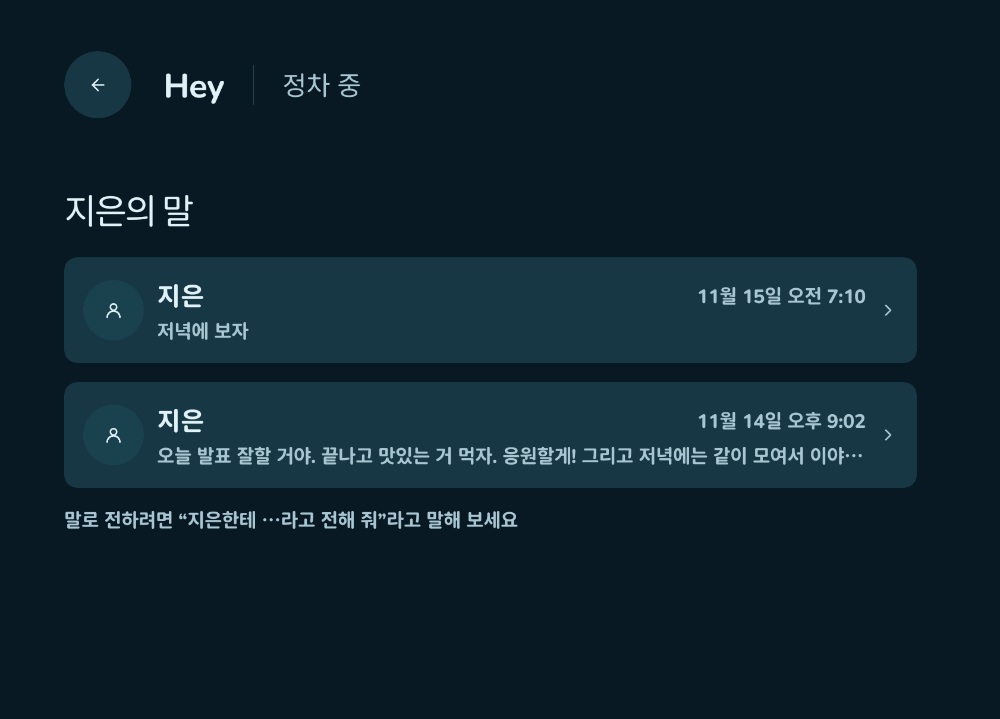 Hey
정차 중
지은의 말
지은
11월 15일 오전 7:10
저녁에 보자
지은
11월 14일 오후 9:02
오늘 발표 잘할 거야. 끝나고 맛있는 거 먹자. 응원할게! 그리고 저녁에는 같이 모여서 이야…
말로 전하려면 “지은한테 …라고 전해 줘”라고 말해 보세요